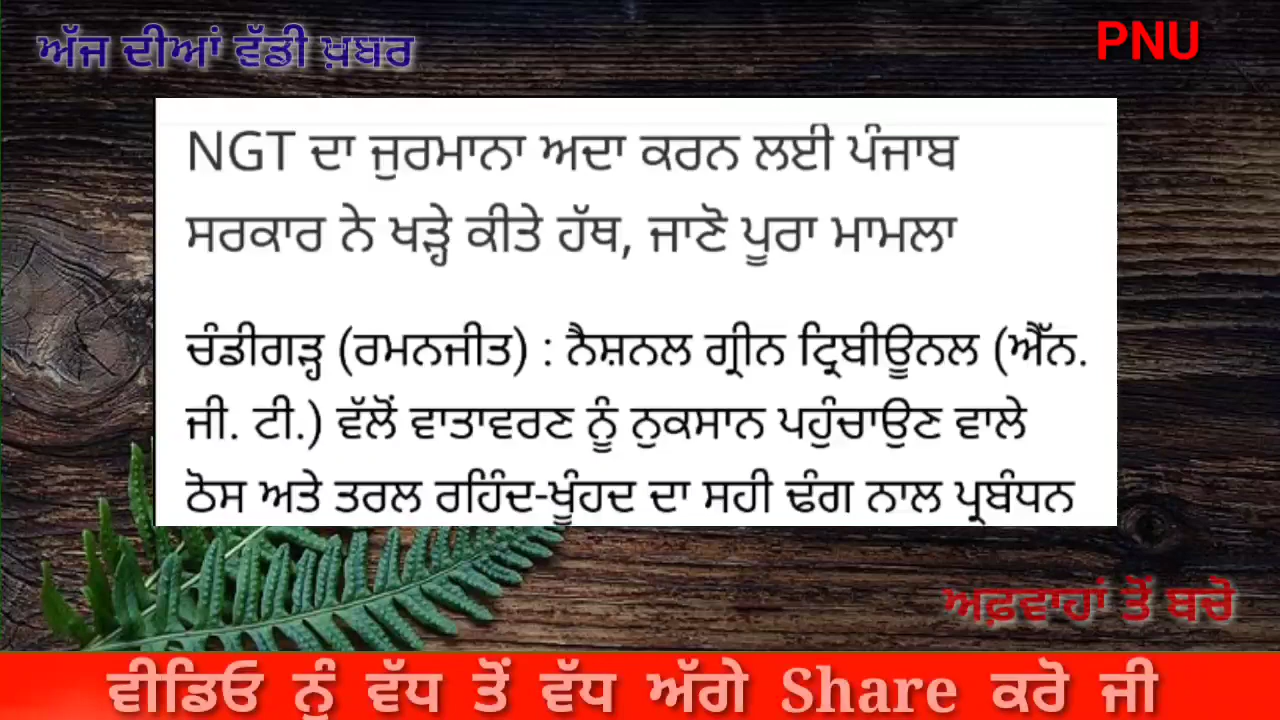 ਅੱਜ ਦੀਆਂ ਵੱਡੀ ਖ਼ਬਰ
PNU
NGT ਦਾ ਜੁਰਮਾਨਾ ਅਦਾ ਕਰਨ ਲਈ ਪੰਜਾਬ
ਸਰਕਾਰ ਨੇ ਖੜ੍ਹੇ ਕੀਤੇ ਹੱਥ, ਜਾਣੋ ਪੂਰਾ ਮਾਮਲਾ
ਚੰਡੀਗੜ੍ਹ (ਰਮਨਜੀਤ) : ਨੈਸ਼ਨਲ ਗ੍ਰੀਨ ਟ੍ਰਿਬੀਊਨਲ (ਐੱਨ.
ਜੀ. ਟੀ.) ਵੱਲੋਂ ਵਾਤਾਵਰਣ ਨੂੰ ਨੁਕਸਾਨ ਪਹੁੰਚਾਉਣ ਵਾਲੇ
ਠੋਸ ਅਤੇ ਤਰਲ ਰਹਿੰਦ-ਖੂੰਹਦ ਦਾ ਸਹੀ ਢੰਗ ਨਾਲ ਪ੍ਰਬੰਧਨ
ਅਫ਼ਵਾਹਾਂ ਤੋਂ ਬਚੋ
ਵੀਡਿਓ ਨੂੰ ਵੱਧ ਤੋਂ ਵੱਧ ਅੱਗੇ Share ਕਰੋ ਜੀ